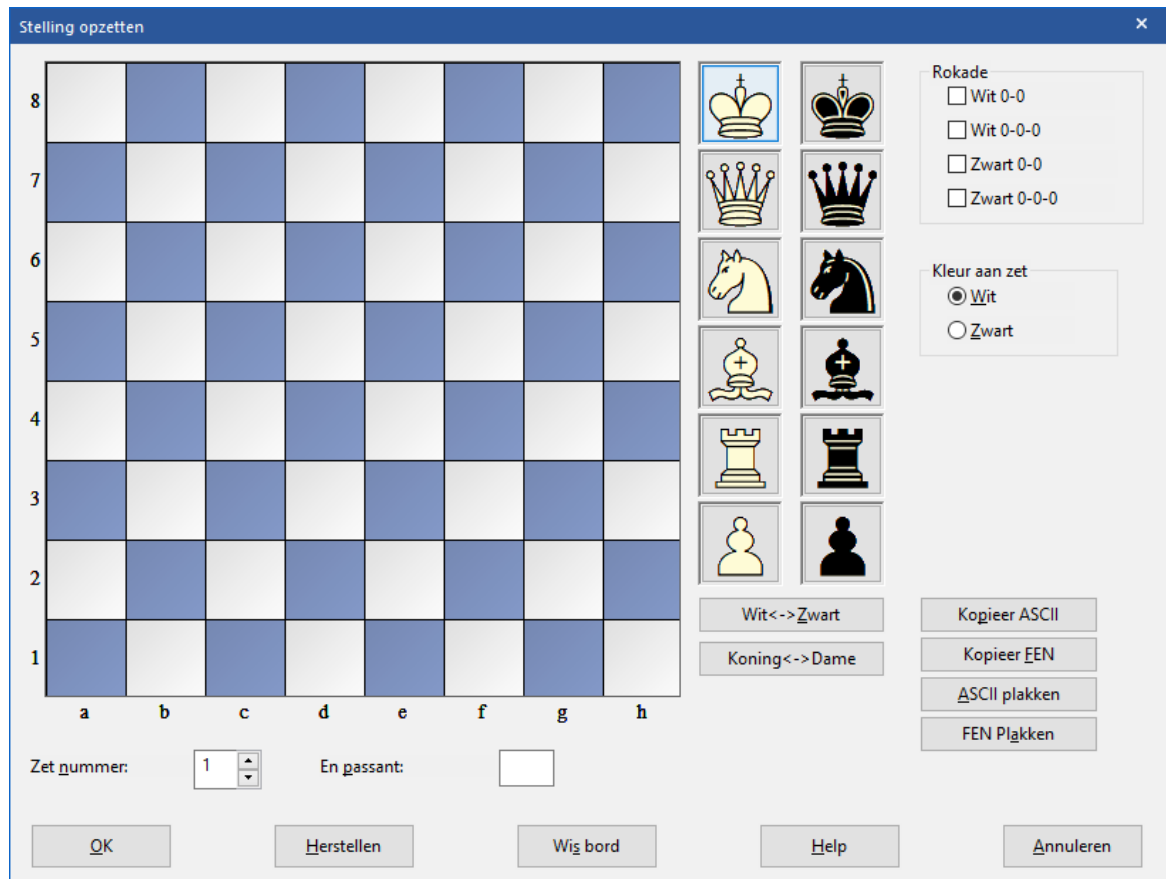 Stelling opzetten
Rokade
Wit 0-0
Wit 0-0-0
Zwart 0-0
Zwart 0-0-0
Kleur aan zet
Wit
Zwart
8
7
6
5
4
3
2
1
a b c d e f g h
Wit<->Zwart
Koning<->Dame
Kopieer ASCII
Kopieer FEN
ASCII plakken
FEN Plakken
Zet nummer: 1 En passant:
OK Herstellen Wis bord Help Annuleren